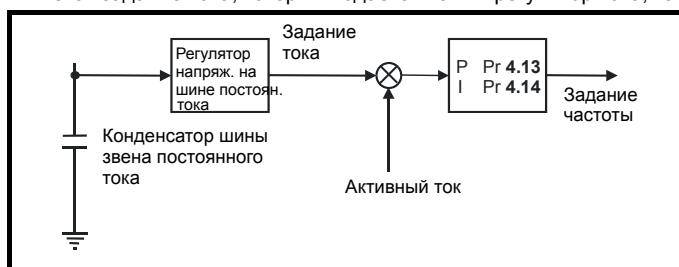 Регулятор
напряж. на
шине постоян.
тока
Задание
тока
P Pr 4.13
I Pr 4.14
Задание
частоты
Конденсатор шины
звена постоянного
тока
Активный ток